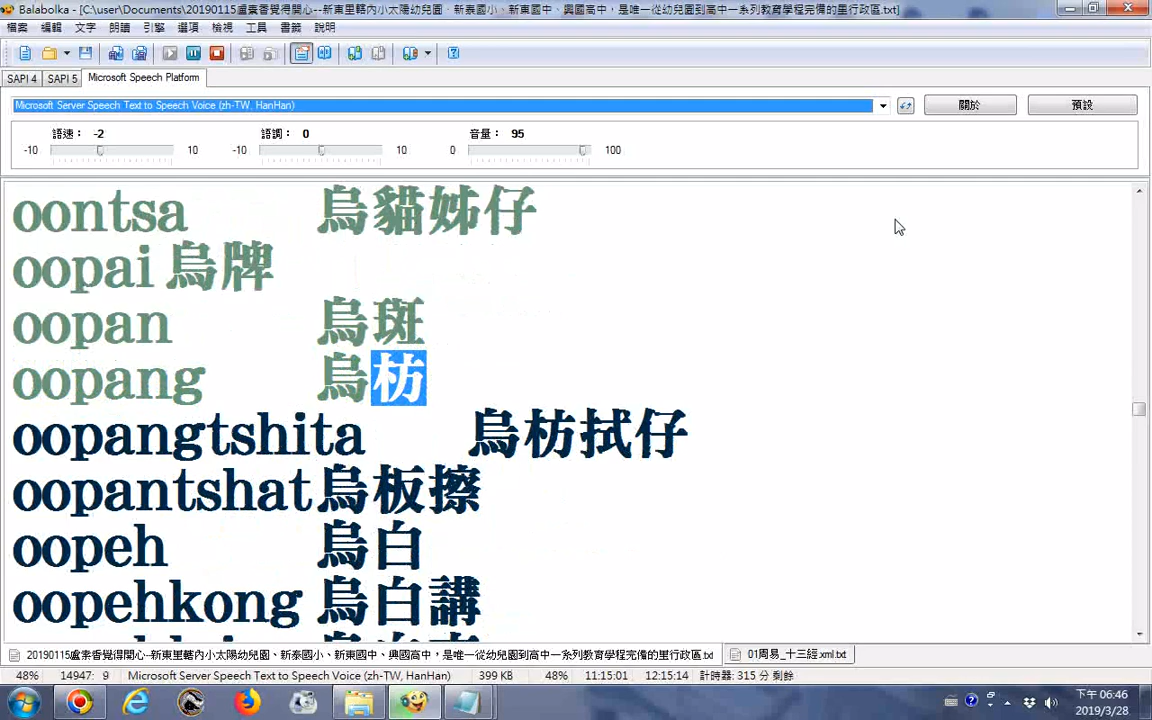 Balabolka - [C:\user\Documents\20190115盧素香覺得開心--新東里轄內小太陽幼兒園、新泰國小、新東國中、興國高中，是唯一從幼兒園到高中一系列教育學程完備的里行政區.txt]
檔案 編輯 文字 朗讀 引擎 選項 檢視 工具 書籤 說明
SAPI 4 SAPI 5 Microsoft Speech Platform
Microsoft Server Speech Text to Speech Voice (zh-TW, HanHan) 關於 預設
語速： -2 語調： 0 音量： 95
-10 10 -10 10 0 100
oontsa 烏貓姊仔
oopai 烏牌
oopan 烏斑
oopang 烏枋
oopangtshita 烏枋拭仔
oopantshat 烏板擦
oopeh 烏白
oopehkong 烏白講
20190115盧素香覺得開心--新東里轄內小太陽幼兒園、新泰國小、新東國中、興國高中，是唯一從幼兒園到高中一系列教育學程完備的里行政區.txt 01周易_十三經.xml.txt
48% 14947: 9 Microsoft Server Speech Text to Speech Voice (zh-TW, HanHan) 399 KB 48% 11:15:01 12:15:14 計時器： 315 分 剩餘
下午 06:46
2019/3/28